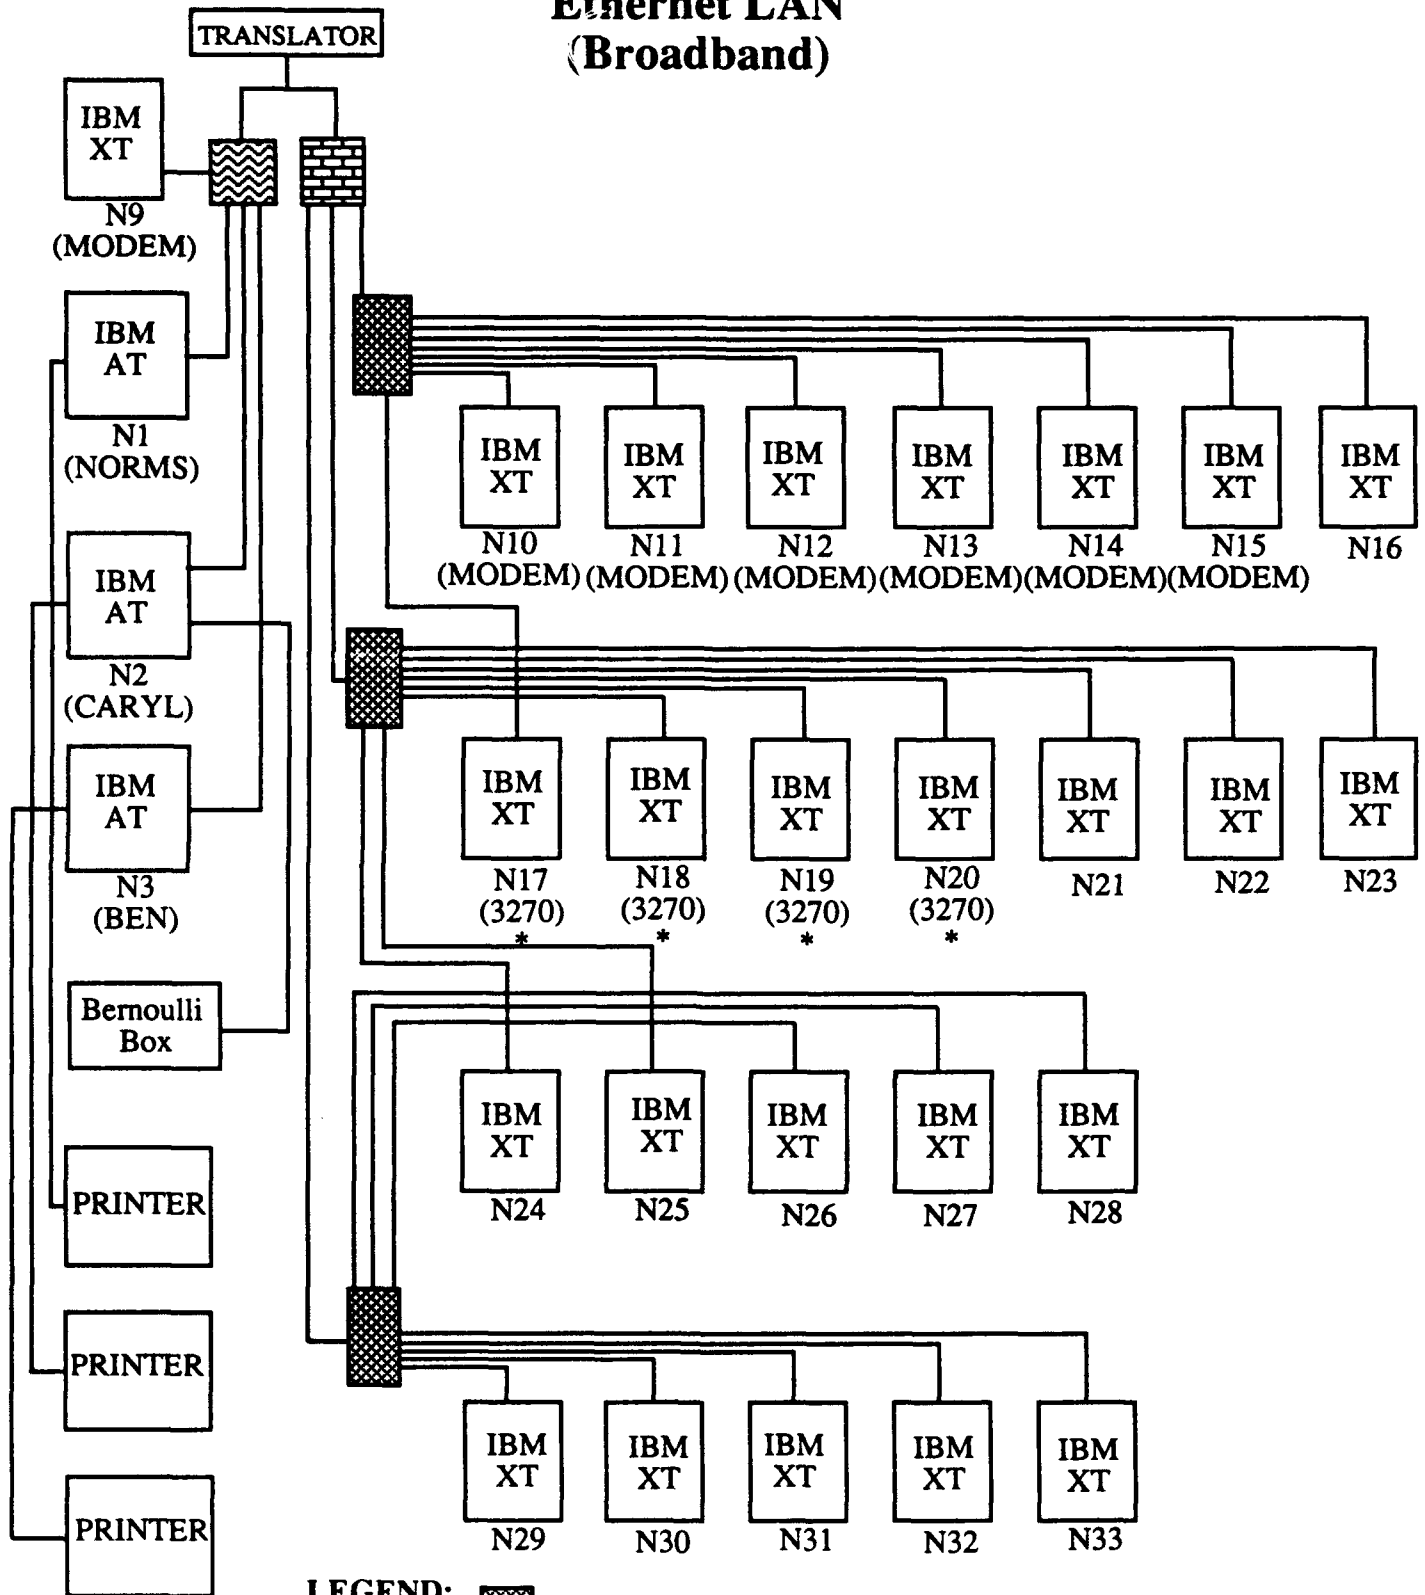 Ethernet LAN
(Broadband)
TRANSLATOR
IBM
XT
N9
(MODEM)
IBM
AT
N1
(NORMS)
IBM
AT
N2
(CARYL)
IBM
AT
N3
(BEN)
Bernoulli
Box
PRINTER
PRINTER
PRINTER
IBM
XT
N10
(MODEM)
IBM
XT
N11
(MODEM)
IBM
XT
N12
(MODEM)
IBM
XT
N13
(MODEM)
IBM
XT
N14
(MODEM)
IBM
XT
N15
(MODEM)
IBM
XT
N16
IBM
XT
N17
(3270)
*
IBM
XT
N18
(3270)
*
IBM
XT
N19
(3270)
*
IBM
XT
N20
(3270)
*
IBM
XT
N21
IBM
XT
N22
IBM
XT
N23
IBM
XT
N24
IBM
XT
N25
IBM
XT
N26
IBM
XT
N27
IBM
XT
N28
IBM
XT
N29
IBM
XT
N30
IBM
XT
N31
IBM
XT
N32
IBM
XT
N33
LEGEND: